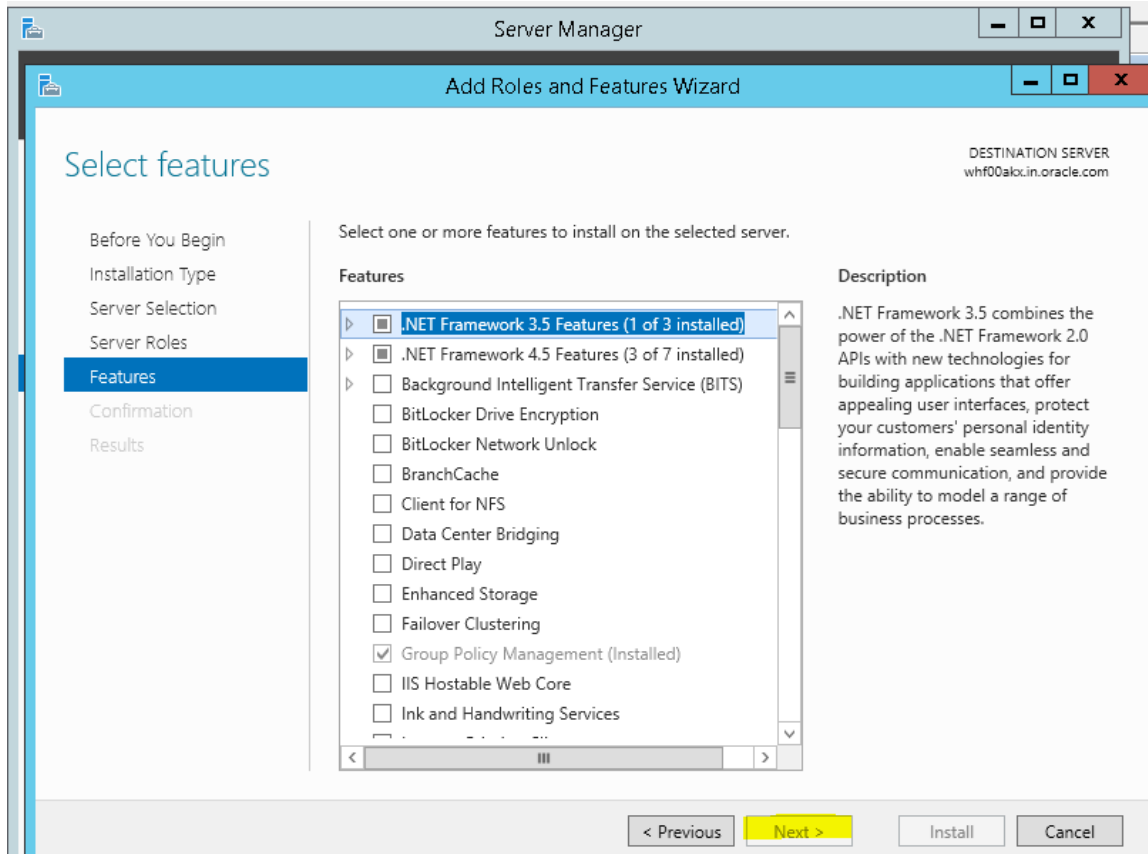 Server Manager
Add Roles and Features Wizard
Select features
DESTINATION SERVER
whf00akx.in.oracle.com
Before You Begin
Installation Type
Server Selection
Server Roles
Features
Confirmation
Results
Select one or more features to install on the selected server.
Features
.NET Framework 3.5 Features (1 of 3 installed)
.NET Framework 4.5 Features (3 of 7 installed)
Background Intelligent Transfer Service (BITS)
BitLocker Drive Encryption
BitLocker Network Unlock
BranchCache
Client for NFS
Data Center Bridging
Direct Play
Enhanced Storage
Failover Clustering
Group Policy Management (Installed)
IIS Hostable Web Core
Ink and Handwriting Services
Description
.NET Framework 3.5 combines the
power of the .NET Framework 2.0
APIs with new technologies for
building applications that offer
appealing user interfaces, protect
your customers' personal identity
information, enable seamless and
secure communication, and provide
the ability to model a range of
business processes.
< Previous
Next >
Install
Cancel